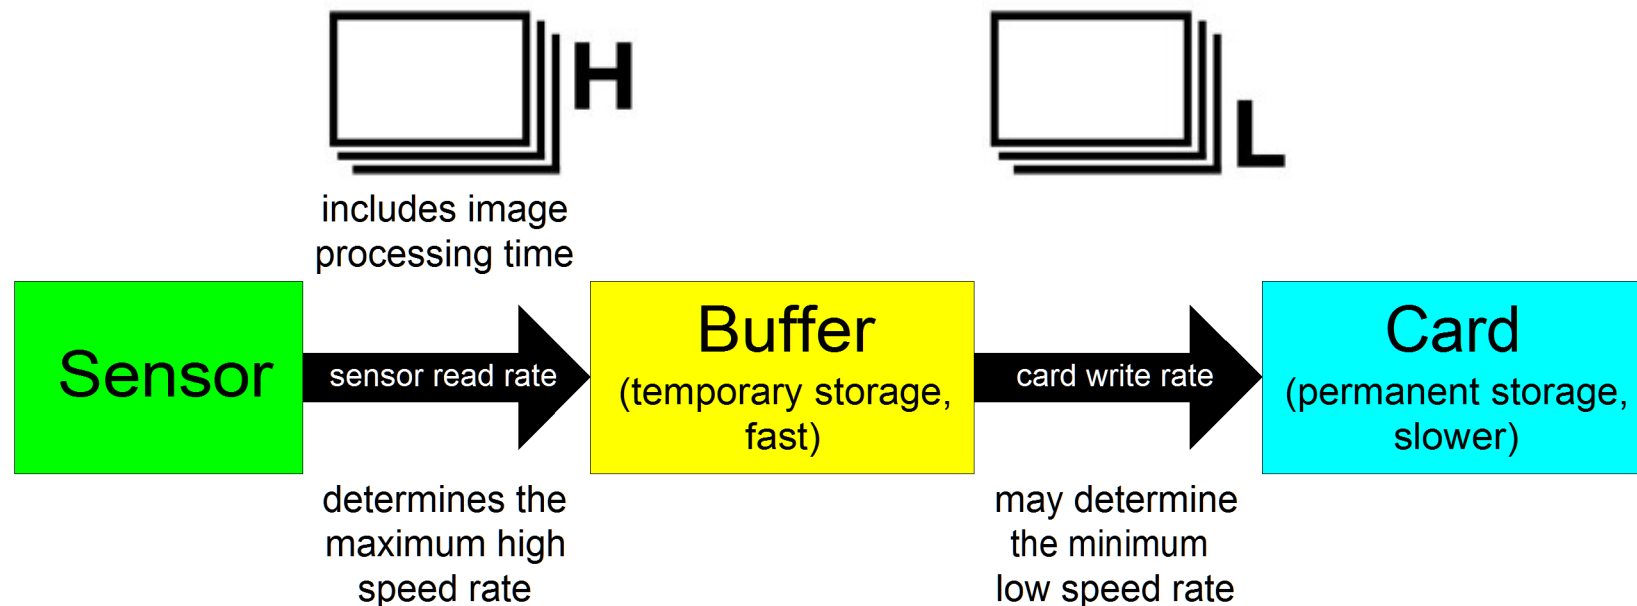 H
L
includes image
processing time
Sensor
sensor read rate
Buffer
(temporary storage,
fast)
card write rate
Card
(permanent storage,
slower)
determines the
maximum high
speed rate
may determine
the minimum
low speed rate